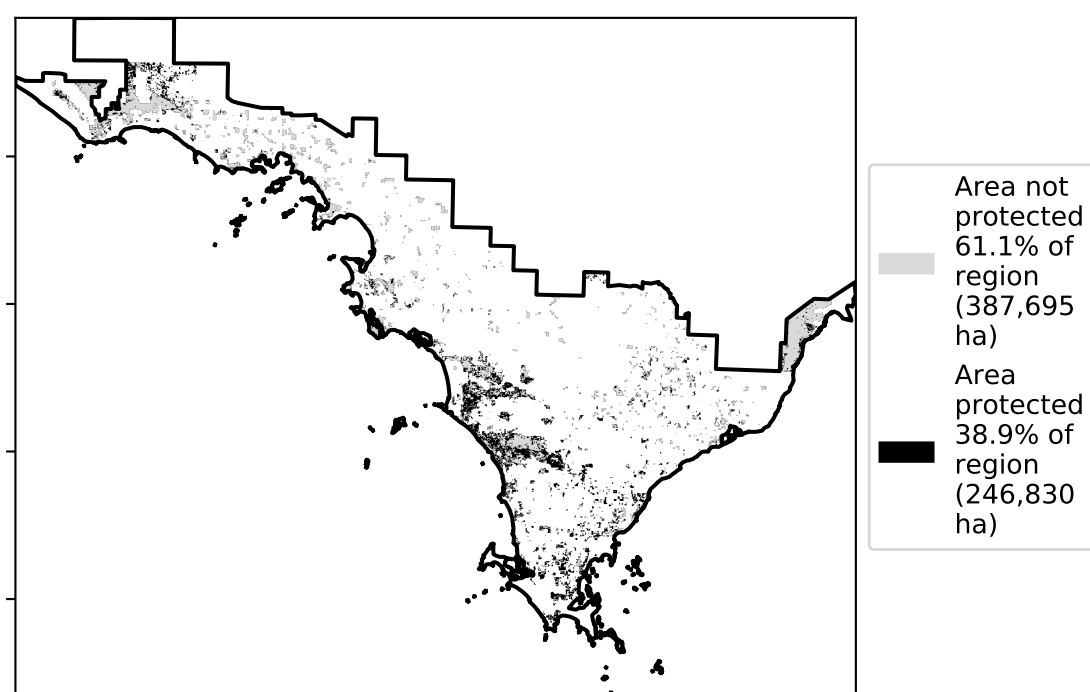 Area not
protected
61.1% of
region
(387,695
ha)
Area
protected
38.9% of
region
(246,830
ha)